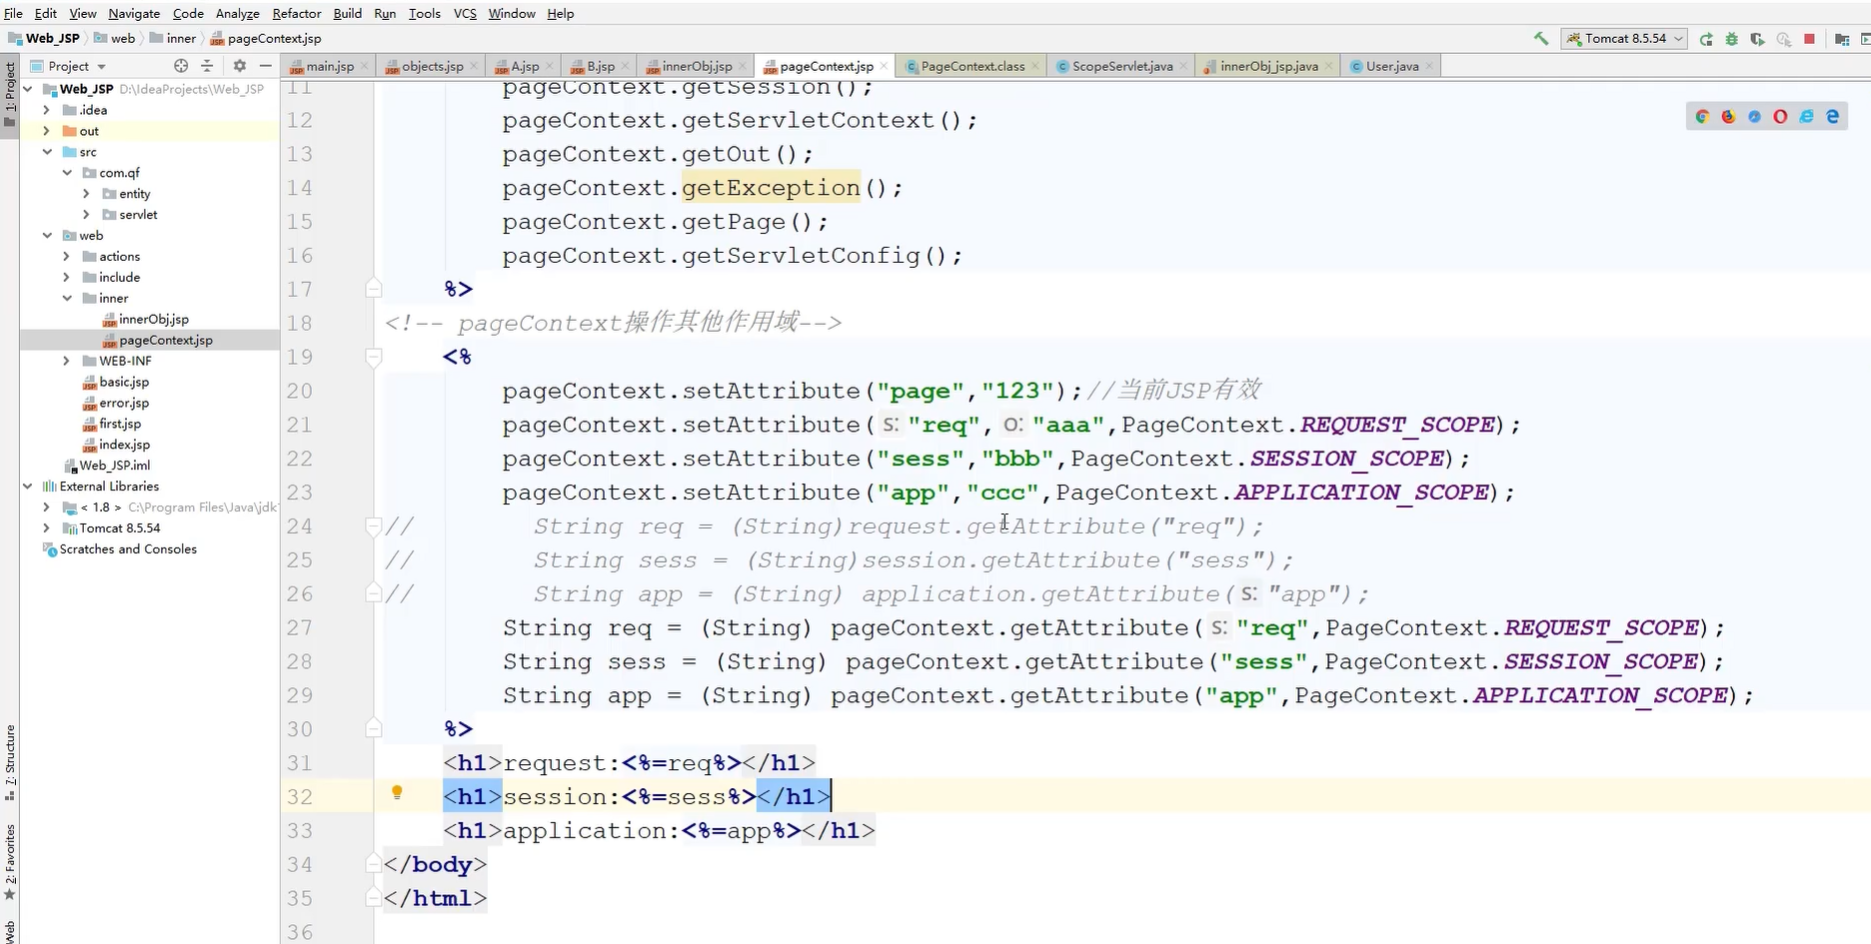 File Edit View Navigate Code Analyze Refactor Build Run Tools VCS Window Help
Web_JSP web inner pageContext.jsp Tomcat 8.5.54
1: Project
Project main.jsp objects.jsp A.jsp B.jsp innerObj.jsp pageContext.jsp PageContext.class ScopeServlet.java innerObj_jsp.java User.java
Web_JSP D:\IdeaProjects\Web_JSP
.idea
out
src
com.qf
entity
servlet
web
actions
include
inner
innerObj.jsp
pageContext.jsp
WEB-INF
basic.jsp
error.jsp
first.jsp
index.jsp
Web_JSP.iml
External Libraries
< 1.8 > C:\Program Files\Java\jdk
Tomcat 8.5.54
Scratches and Consoles
7: Structure
2: Favorites
Web
11 pageContext.getSession();
12 pageContext.getServletContext();
13 pageContext.getOut();
14 pageContext.getException();
15 pageContext.getPage();
16 pageContext.getServletConfig();
17 %>
18 <!-- pageContext操作其他作用域-->
19 <%
20 pageContext.setAttribute("page","123");//当前JSP有效
21 pageContext.setAttribute( s: "req", o: "aaa",PageContext.REQUEST_SCOPE);
22 pageContext.setAttribute("sess","bbb",PageContext.SESSION_SCOPE);
23 pageContext.setAttribute("app","ccc",PageContext.APPLICATION_SCOPE);
24 // String req = (String)request.getAttribute("req");
25 // String sess = (String)session.getAttribute("sess");
26 // String app = (String) application.getAttribute( s: "app");
27 String req = (String) pageContext.getAttribute( s: "req",PageContext.REQUEST_SCOPE);
28 String sess = (String) pageContext.getAttribute("sess",PageContext.SESSION_SCOPE);
29 String app = (String) pageContext.getAttribute("app",PageContext.APPLICATION_SCOPE);
30 %>
31 <h1>request:<%=req%></h1>
32 <h1>session:<%=sess%></h1>
33 <h1>application:<%=app%></h1>
34 </body>
35 </html>
36